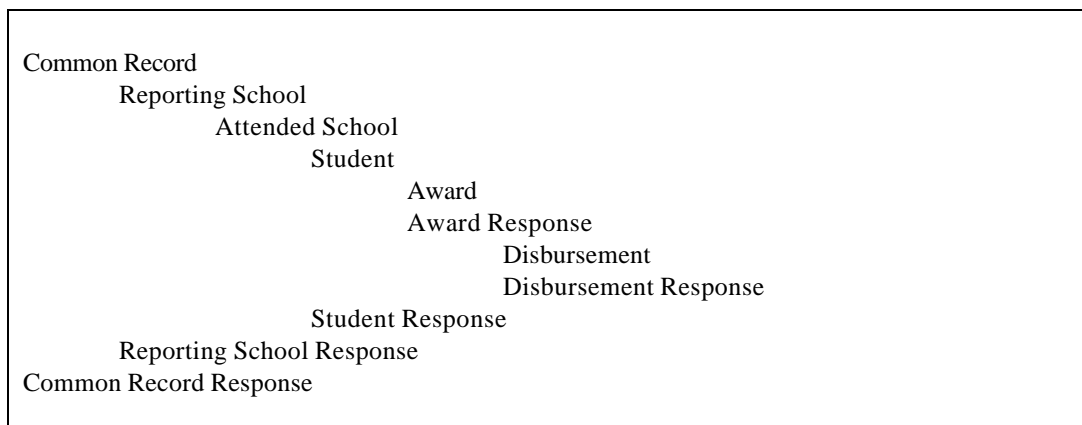 Common Record
Reporting School
Attended School
Student
Award
Award Response
Disbursement
Disbursement Response
Student Response
Reporting School Response
Common Record Response